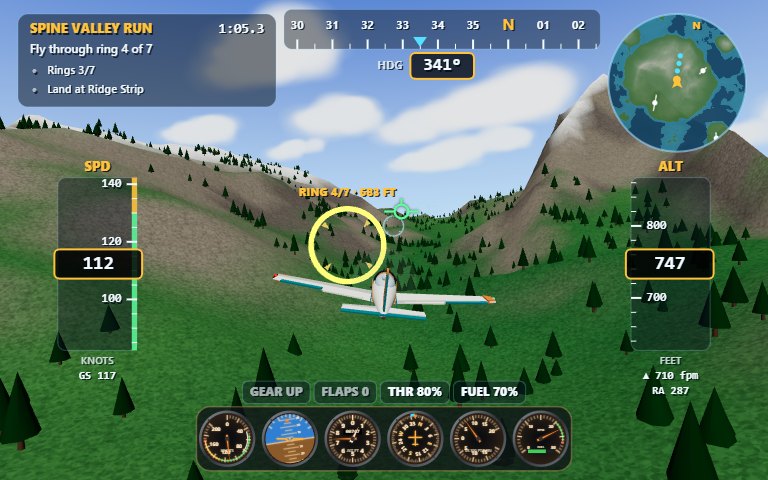 SPINE VALLEY RUN 1:05.3
Fly through ring 4 of 7
Rings 3/7
Land at Ridge Strip
30 31 32 33 34 35 N 01 02
HDG 341°
N
SPD
140
120
112
100
KNOTS
GS 117
RING 4/7 · 583 FT
ALT
800
747
700
FEET
▲ 710 fpm
RA 287
GEAR UP FLAPS 0 THR 80% FUEL 70%